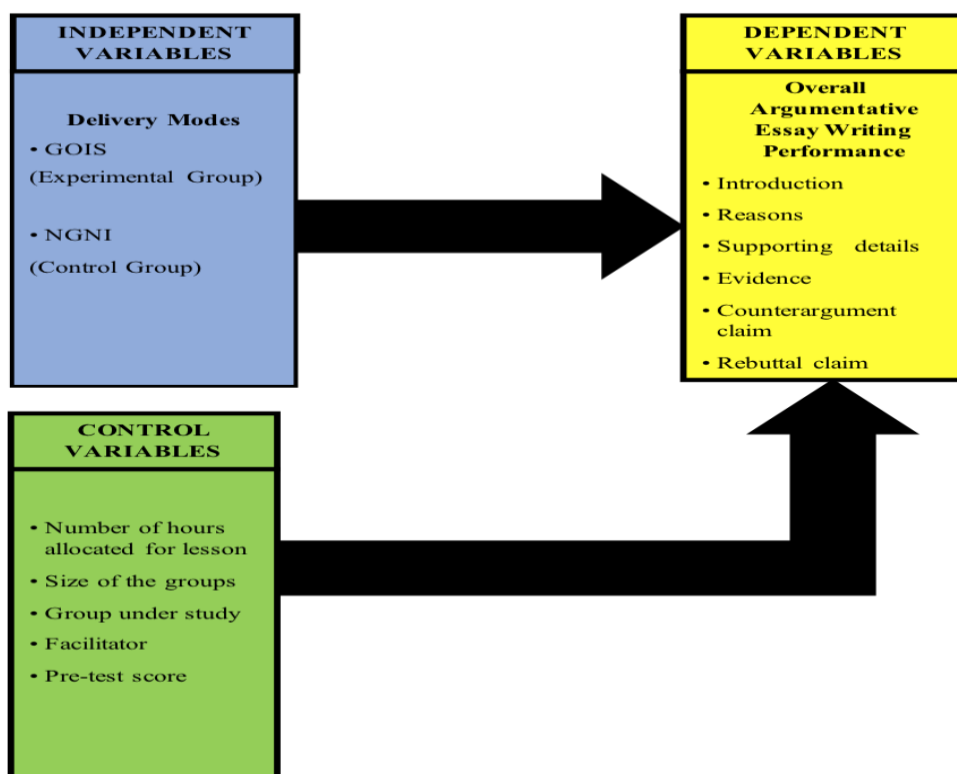 INDEPENDENT
VARIABLES
Delivery Modes
• GOIS
(Experimental Group)
• NGNI
(Control Group)
DEPENDENT
VARIABLES
Overall
Argumentative
Essay Writing
Performance
• Introduction
• Reasons
• Supporting details
• Evidence
• Counterargument
claim
• Rebuttal claim
CONTROL
VARIABLES
• Number of hours
allocated for lesson
• Size of the groups
• Group under study
• Facilitator
• Pre-test score